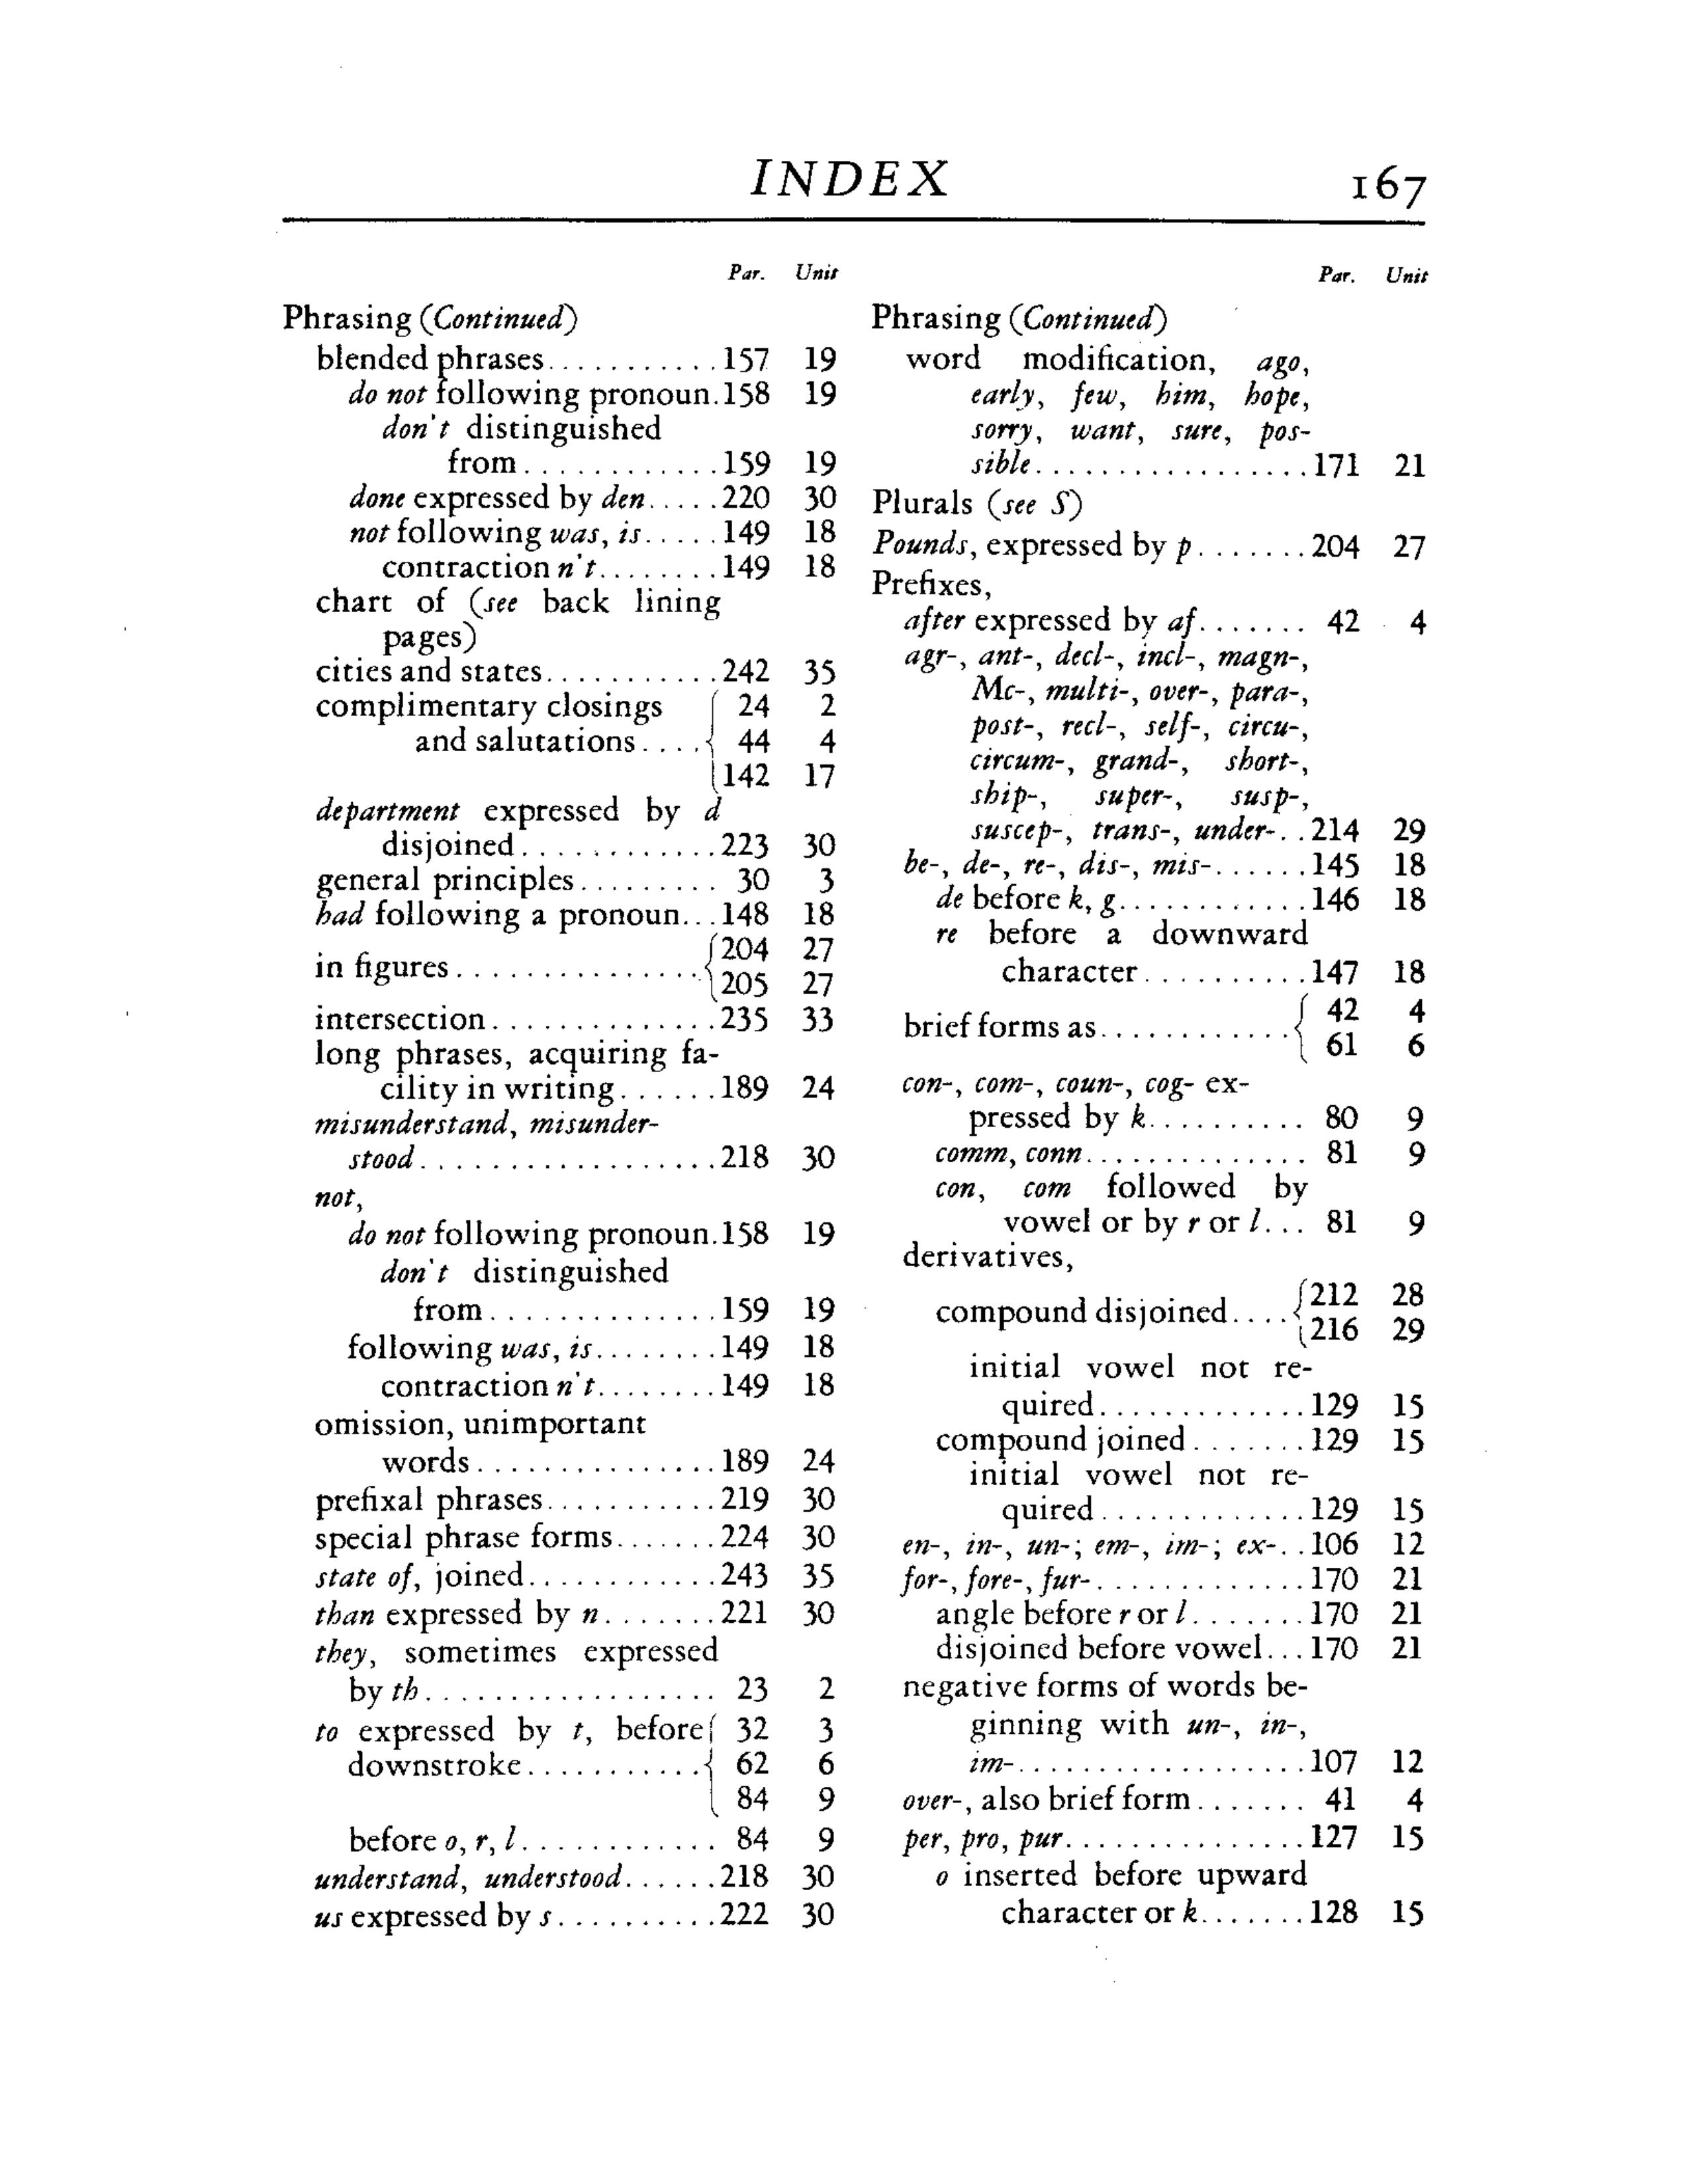 INDEX 167
Par. Unit
Phrasing (Continued)
blended phrases...........157 19
do not following pronoun.158 19
don't distinguished
from............159 19
done expressed by den.....220 30
not following was, is.....149 18
contraction n't........149 18
chart of (see back lining
pages)
cities and states...........242 35
complimentary closings { 24 2
and salutations....{ 44 4
{142 17
department expressed by d
disjoined............223 30
general principles......... 30 3
had following a pronoun...148 18
in figures...............{204 27
{205 27
intersection..............235 33
long phrases, acquiring fa-
cility in writing......189 24
misunderstand, misunder-
stood..................218 30
not,
do not following pronoun.158 19
don't distinguished
from..............159 19
following was, is........149 18
contraction n't........149 18
omission, unimportant
words...............189 24
prefixal phrases...........219 30
special phrase forms.......224 30
state of, joined............243 35
than expressed by n.......221 30
they, sometimes expressed
by th.................. 23 2
to expressed by t, before { 32 3
downstroke...........{ 62 6
{ 84 9
before o, r, l............ 84 9
understand, understood......218 30
us expressed by s..........222 30
Par. Unit
Phrasing (Continued)
word modification, ago,
early, few, him, hope,
sorry, want, sure, pos-
sible.................171 21
Plurals (see S)
Pounds, expressed by p.......204 27
Prefixes,
after expressed by af....... 42 4
agr-, ant-, decl-, incl-, magn-,
Mc-, multi-, over-, para-,
post-, recl-, self-, circu-,
circum-, grand-, short-,
ship-, super-, susp-,
suscep-, trans-, under-..214 29
be-, de-, re-, dis-, mis-......145 18
de before k, g............146 18
re before a downward
character..........147 18
brief forms as............{ 42 4
{ 61 6
con-, com-, coun-, cog- ex-
pressed by k.......... 80 9
comm, conn.............. 81 9
con, com followed by
vowel or by r or l... 81 9
derivatives,
compound disjoined....{212 28
{216 29
initial vowel not re-
quired.............129 15
compound joined.......129 15
initial vowel not re-
quired.............129 15
en-, in-, un-; em-, im-; ex-..106 12
for-, fore-, fur-.............170 21
angle before r or l.......170 21
disjoined before vowel...170 21
negative forms of words be-
ginning with un-, in-,
im-..................107 12
over-, also brief form....... 41 4
per, pro, pur...............127 15
o inserted before upward
character or k.......128 15